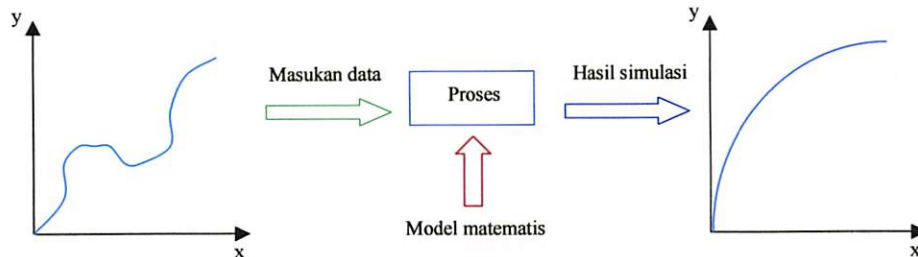 y
x
Masukan data
Proses
Model matematis
Hasil simulasi
y
x